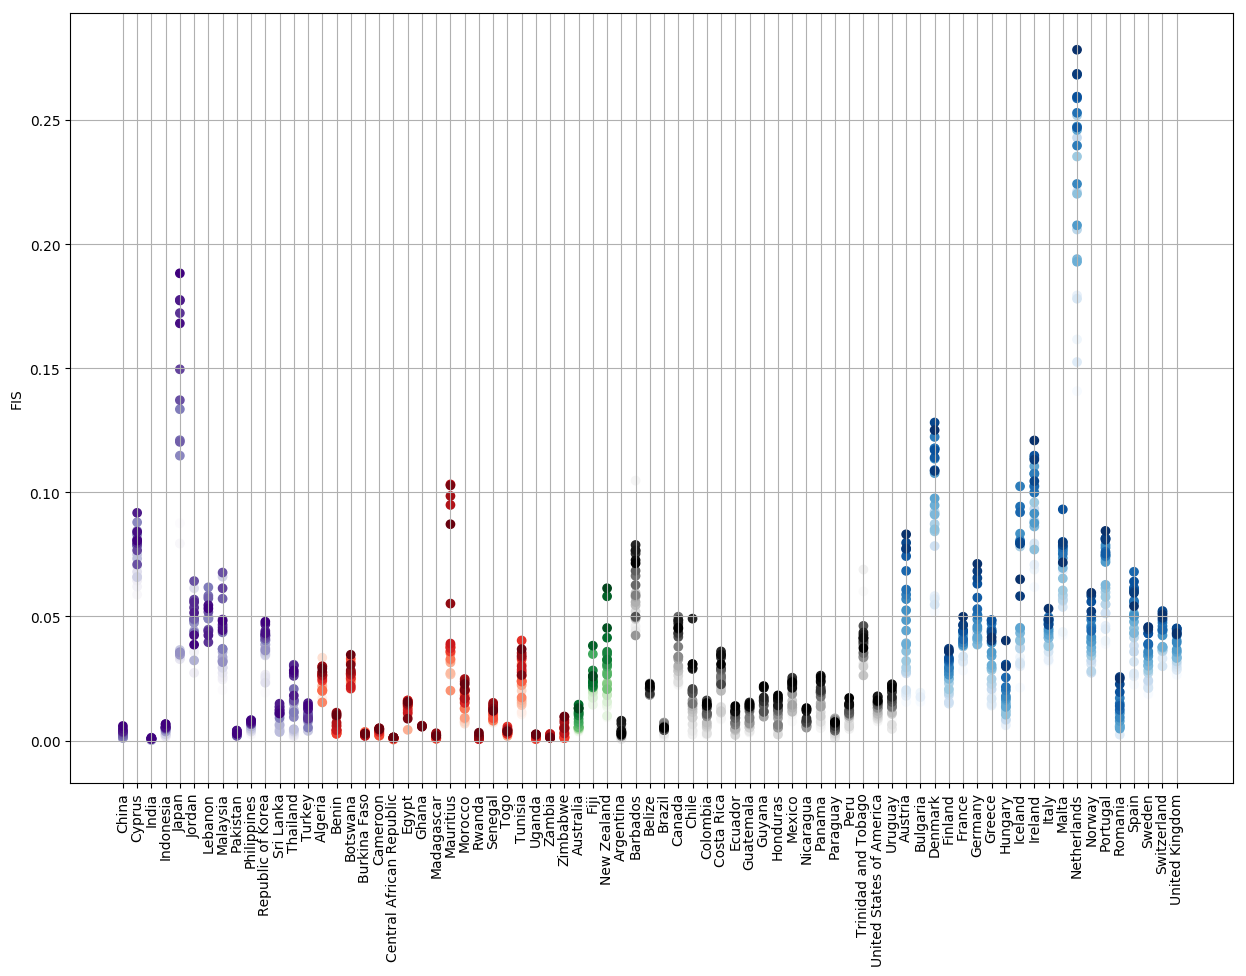 FIS
0.25
0.20
0.15
0.10
0.05
0.00
China
Cyprus
India
Indonesia
Japan
Jordan
Lebanon
Malaysia
Pakistan
Philippines
Republic of Korea
Sri Lanka
Thailand
Turkey
Algeria
Benin
Botswana
Burkina Faso
Cameroon
Central African Republic
Egypt
Ghana
Madagascar
Mauritius
Morocco
Rwanda
Senegal
Togo
Tunisia
Uganda
Zambia
Zimbabwe
Australia
Fiji
New Zealand
Argentina
Barbados
Belize
Brazil
Canada
Chile
Colombia
Costa Rica
Ecuador
Guatemala
Guyana
Honduras
Mexico
Nicaragua
Panama
Paraguay
Peru
Trinidad and Tobago
United States of America
Uruguay
Austria
Bulgaria
Denmark
Finland
France
Germany
Greece
Hungary
Iceland
Ireland
Italy
Malta
Netherlands
Norway
Portugal
Romania
Spain
Sweden
Switzerland
United Kingdom